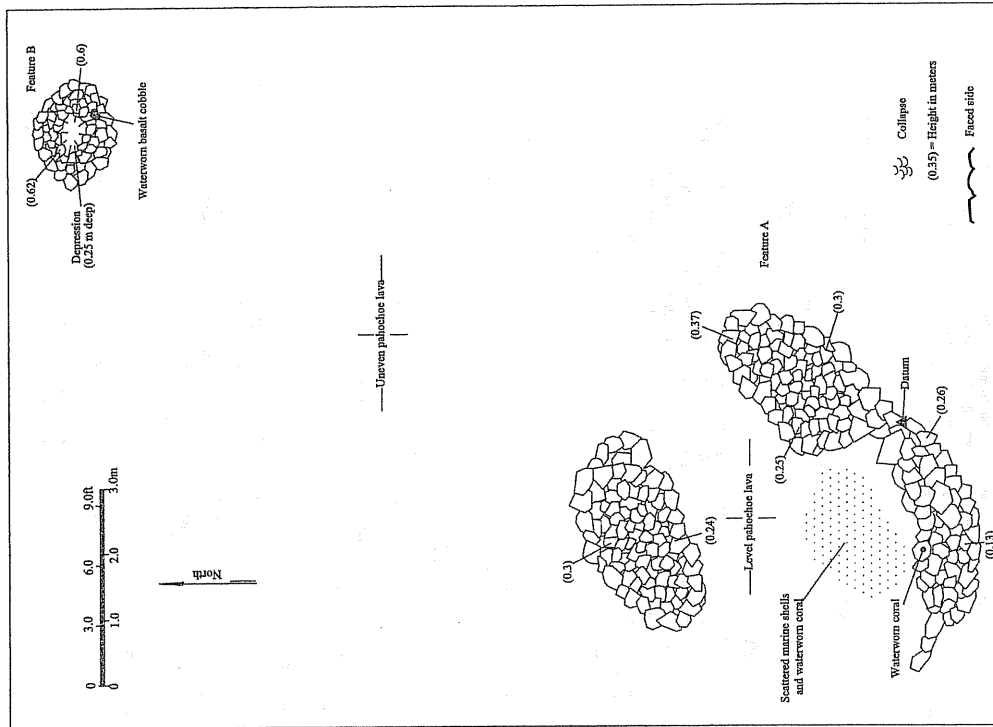 0 3.0 6.0 9.0ft
0 1.0 2.0 3.0m
North
Feature B
(0.6)
(0.62)
Depression
(0.25 m deep)
Waterworn basalt cobble
Uneven pahoehoe lava
(0.3)
(0.24)
Level pahoehoe lava
Feature A
(0.37)
(0.3)
(0.25)
Datum
(0.26)
(0.13)
Scattered marine shells
and waterworn coral
Waterworn coral
Collapse
(0.35) = Height in meters
Faced side